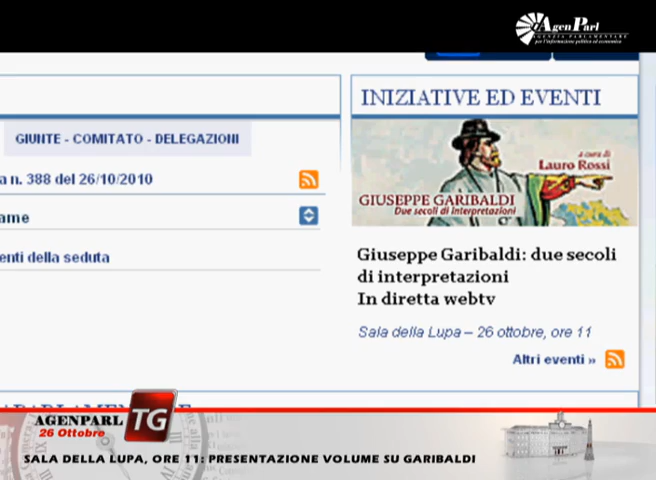 AgenParl
AGENZIA PARLAMENTARE
per l'informazione politica ed economica
INIZIATIVE ED EVENTI
GIUNTE - COMITATO - DELEGAZIONI
a cura di
Lauro Rossi
GIUSEPPE GARIBALDI
Due secoli di interpretazioni
a n. 388 del 26/10/2010
ame
enti della seduta
Giuseppe Garibaldi: due secoli
di interpretazioni
In diretta webtv
Sala della Lupa – 26 ottobre, ore 11
Altri eventi »
AGENPARL TG
26 Ottobre
SALA DELLA LUPA, ORE 11: PRESENTAZIONE VOLUME SU GARIBALDI